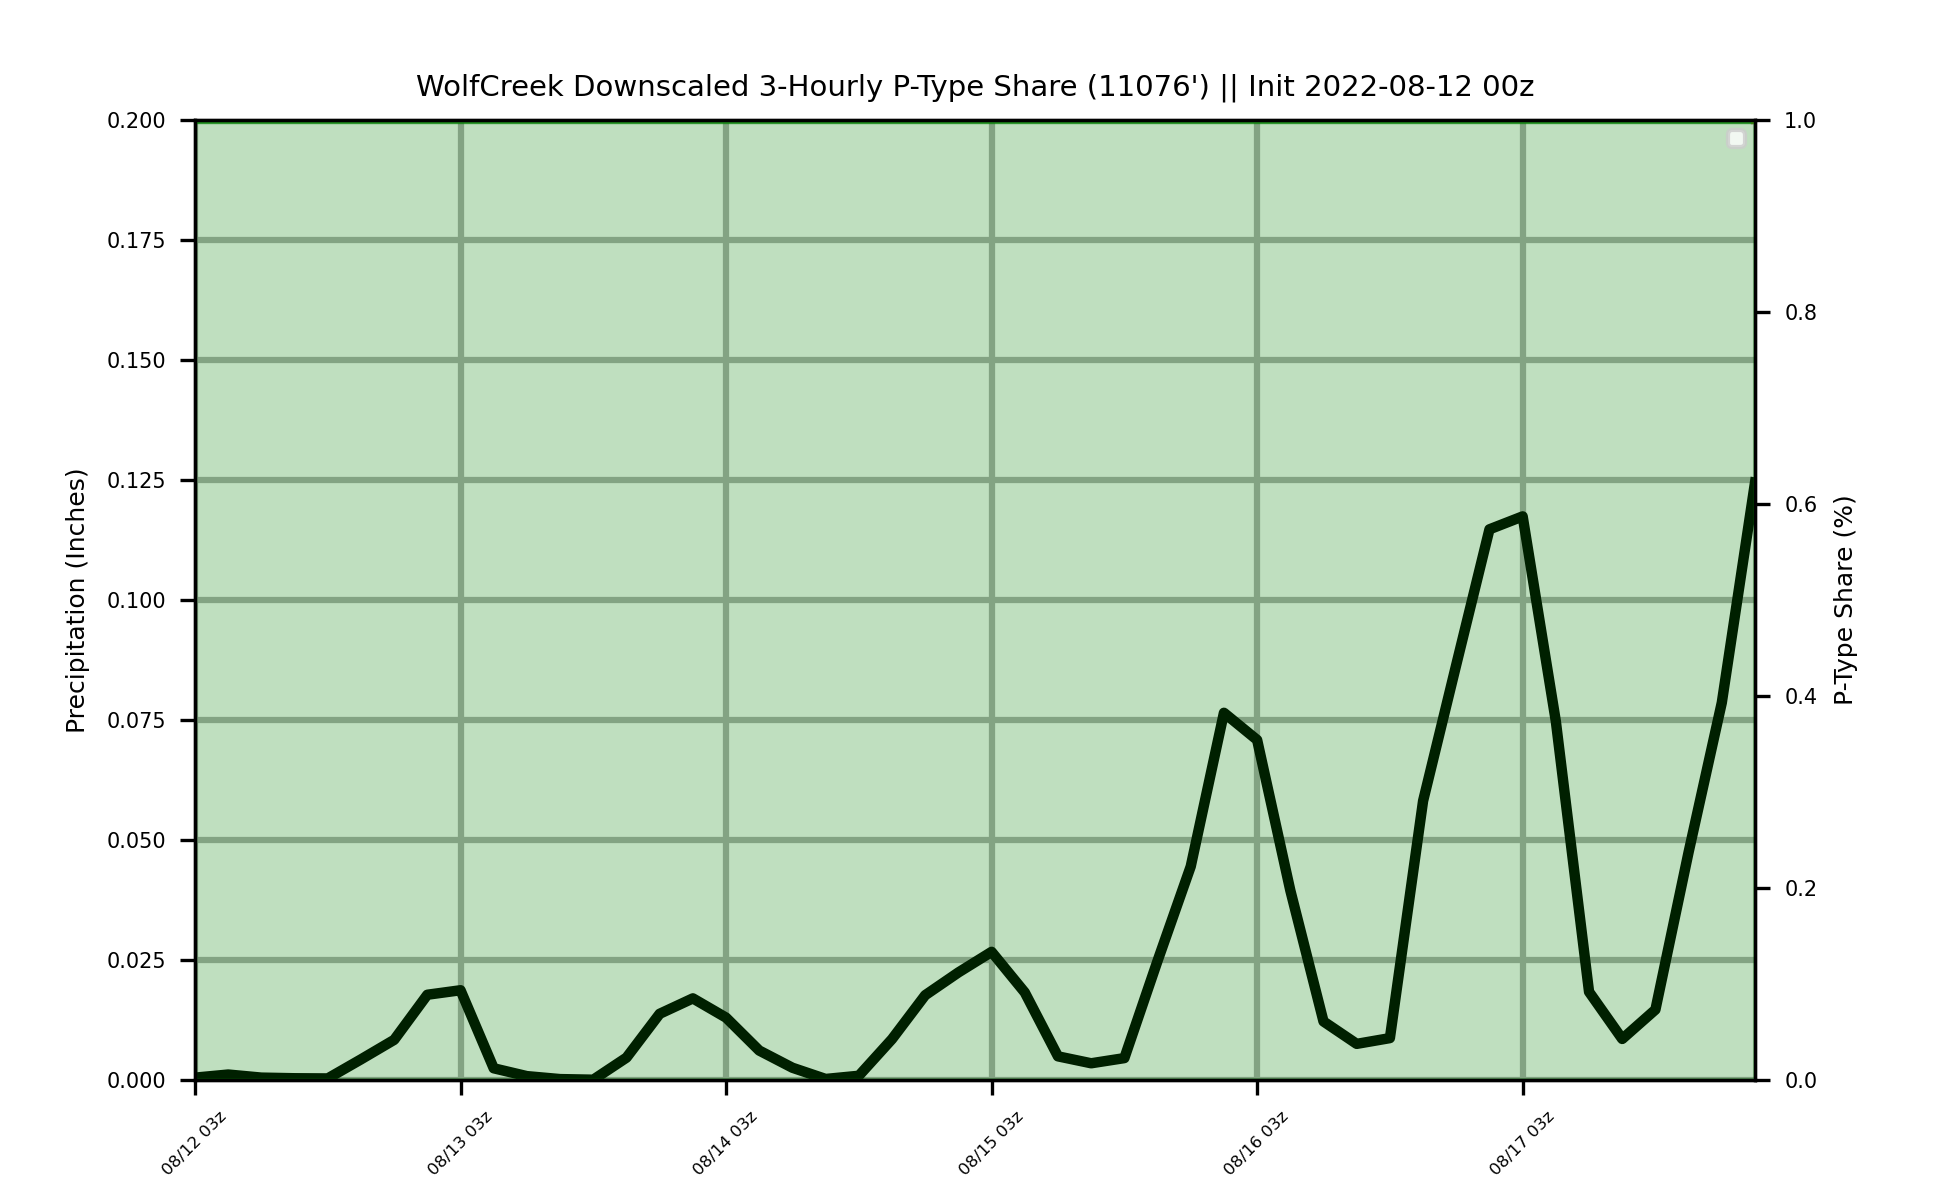 WolfCreek Downscaled 3-Hourly P-Type Share (11076') || Init 2022-08-12 00z
0.200
0.175
0.150
0.125
0.100
0.075
0.050
0.025
0.000
Precipitation (Inches)
1.0
0.8
0.6
0.4
0.2
0.0
P-Type Share (%)
08/12 03z
08/13 03z
08/14 03z
08/15 03z
08/16 03z
08/17 03z